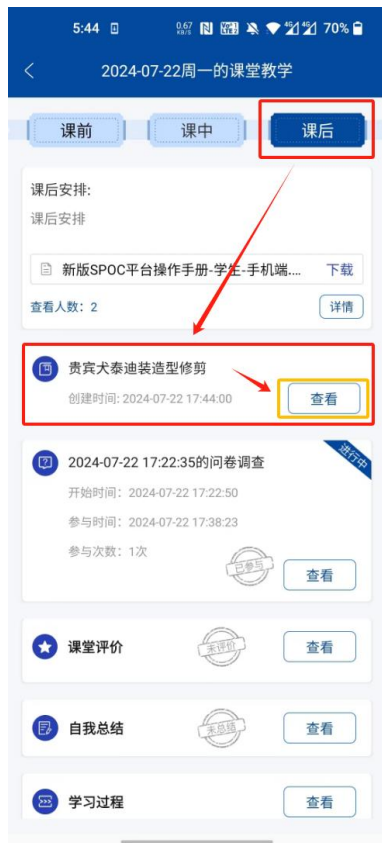 5:44 0.67 KB/S 70%
2024-07-22周一的课堂教学
课前 课中 课后
课后安排:
课后安排
新版SPOC平台操作手册-学生-手机端.... 下载
查看人数：2 详情
贵宾犬泰迪装造型修剪
创建时间: 2024-07-22 17:44:00 查看
进行中
2024-07-22 17:22:35的问卷调查
开始时间：2024-07-22 17:22:50
参与时间：2024-07-22 17:38:23
参与次数：1次 已参与 查看
课堂评价 未评价 查看
自我总结 未总结 查看
学习过程 查看